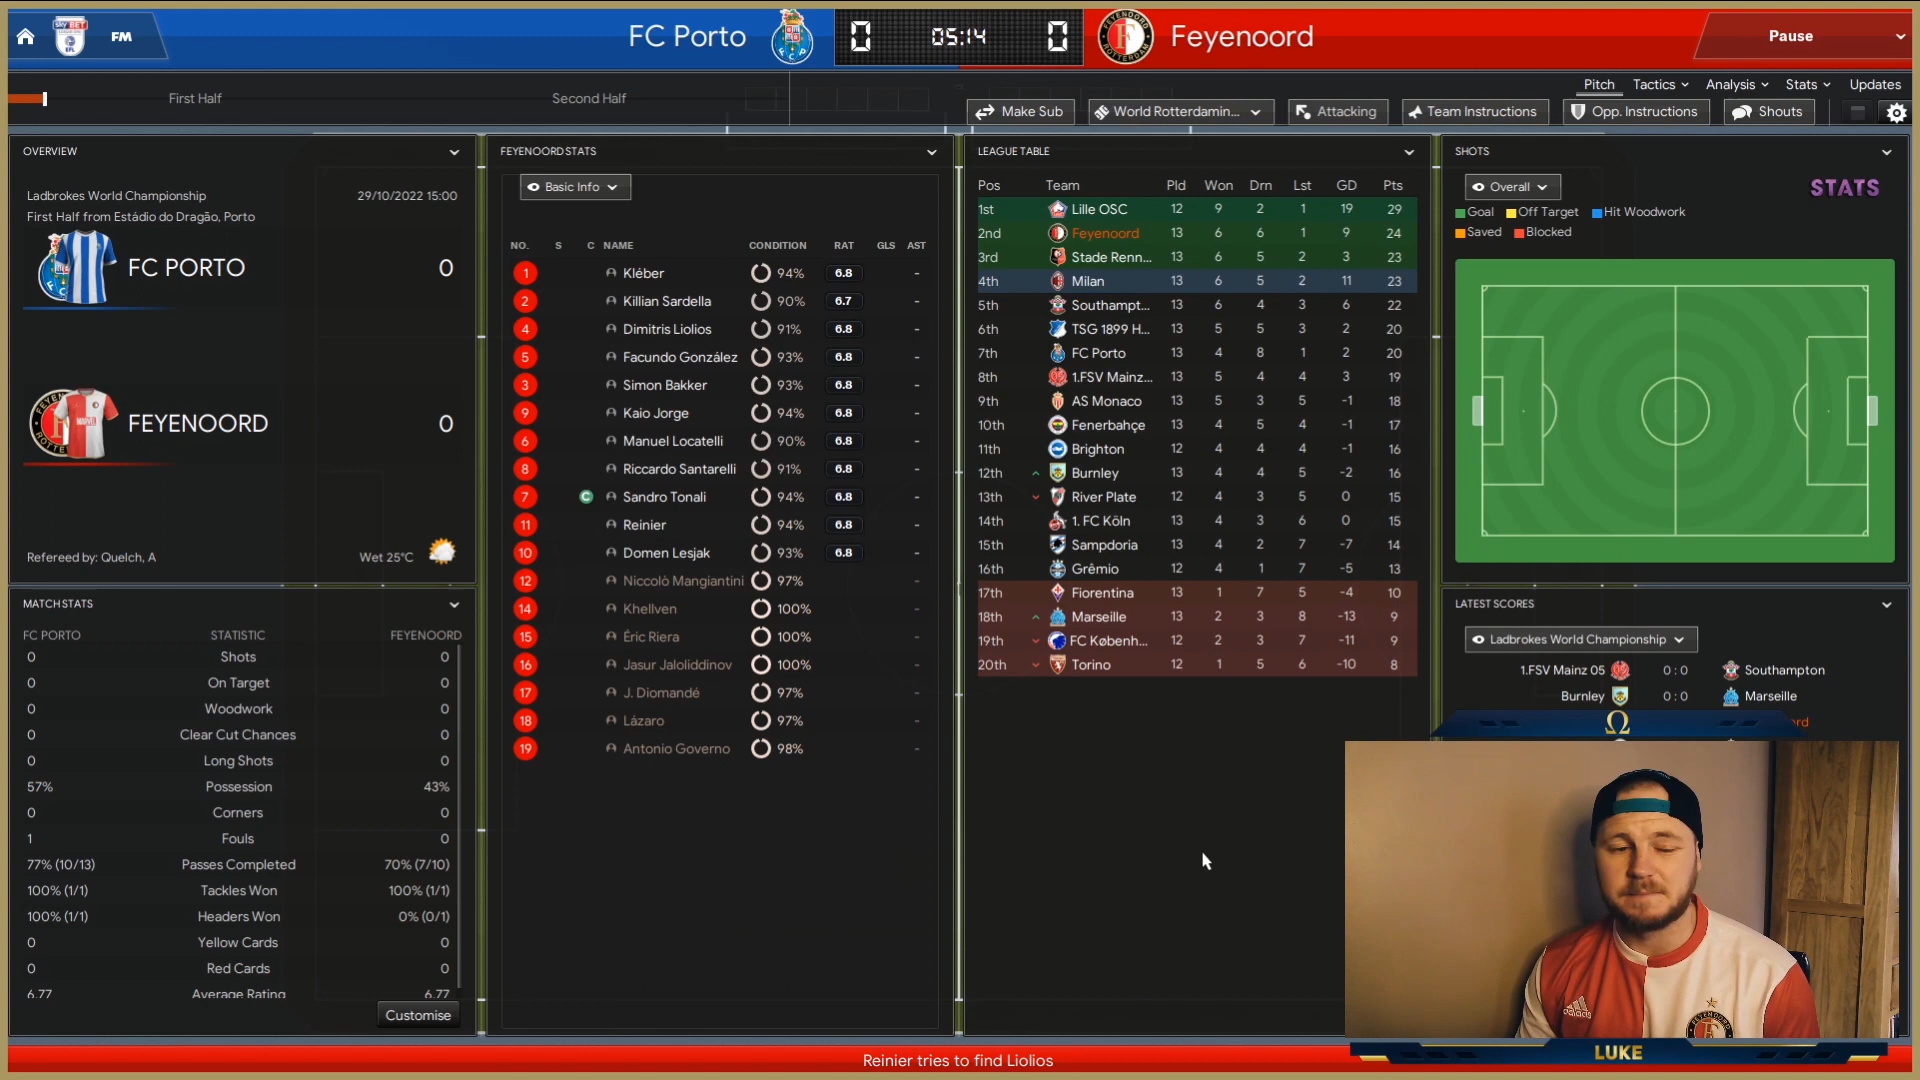 FM
FC Porto
0
05:14
0
Feyenoord
Pause
First Half
Second Half
Pitch
Tactics
Analysis
Stats
Updates
Make Sub
World Rotterdamin...
Attacking
Team Instructions
Opp. Instructions
Shouts
OVERVIEW
Ladbrokes World Championship
29/10/2022 15:00
First Half from Estádio do Dragão, Porto
FC PORTO
0
FEYENOORD
0
Refereed by: Quelch, A
Wet 25°C
MATCH STATS
FC PORTO STATISTIC FEYENOORD
0 Shots 0
0 On Target 0
0 Woodwork 0
0 Clear Cut Chances 0
0 Long Shots 0
57% Possession 43%
0 Corners 0
1 Fouls 0
77% (10/13) Passes Completed 70% (7/10)
100% (1/1) Tackles Won 100% (1/1)
100% (1/1) Headers Won 0% (0/1)
0 Yellow Cards 0
0 Red Cards 0
6.77 Average Rating 6.77
Customise
FEYENOORD STATS
Basic Info
NO. S C NAME CONDITION RAT GLS AST
1 Kléber 94% 6.8 -
2 Killian Sardella 90% 6.7 -
4 Dimitris Liolios 91% 6.8 -
5 Facundo González 93% 6.8 -
3 Simon Bakker 93% 6.8 -
9 Kaio Jorge 94% 6.8 -
6 Manuel Locatelli 90% 6.8 -
8 Riccardo Santarelli 91% 6.8 -
7 C Sandro Tonali 94% 6.8 -
11 Reinier 94% 6.8 -
10 Domen Lesjak 93% 6.8 -
12 Niccolò Mangiantini 97% -
14 Khellven 100% -
15 Éric Riera 100% -
16 Jasur Jaloliddinov 100% -
17 J. Diomandé 97% -
18 Lázaro 97% -
19 Antonio Governo 98% -
LEAGUE TABLE
Pos Team Pld Won Drn Lst GD Pts
1st Lille OSC 12 9 2 1 19 29
2nd Feyenoord 13 6 6 1 9 24
3rd Stade Renn... 13 6 5 2 3 23
4th Milan 13 6 5 2 11 23
5th Southampt... 13 6 4 3 6 22
6th TSG 1899 H... 13 5 5 3 2 20
7th FC Porto 13 4 8 1 2 20
8th 1.FSV Mainz... 13 5 4 4 3 19
9th AS Monaco 13 5 3 5 -1 18
10th Fenerbahçe 13 4 5 4 -1 17
11th Brighton 12 4 4 4 -1 16
12th Burnley 13 4 4 5 -2 16
13th River Plate 12 4 3 5 0 15
14th 1. FC Köln 13 4 3 6 0 15
15th Sampdoria 13 4 2 7 -7 14
16th Grêmio 12 4 1 7 -5 13
17th Fiorentina 13 1 7 5 -4 10
18th Marseille 13 2 3 8 -13 9
19th FC Københ... 12 2 3 7 -11 9
20th Torino 12 1 5 6 -10 8
SHOTS
Overall
STATS
Goal Off Target Hit Woodwork
Saved Blocked
LATEST SCORES
Ladbrokes World Championship
1.FSV Mainz 05 0 : 0 Southampton
Burnley 0 : 0 Marseille
Ω
LUKE
Reinier tries to find Liolios